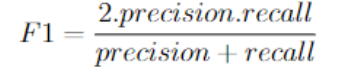 F1 = 2.precision.recall / precision + recall